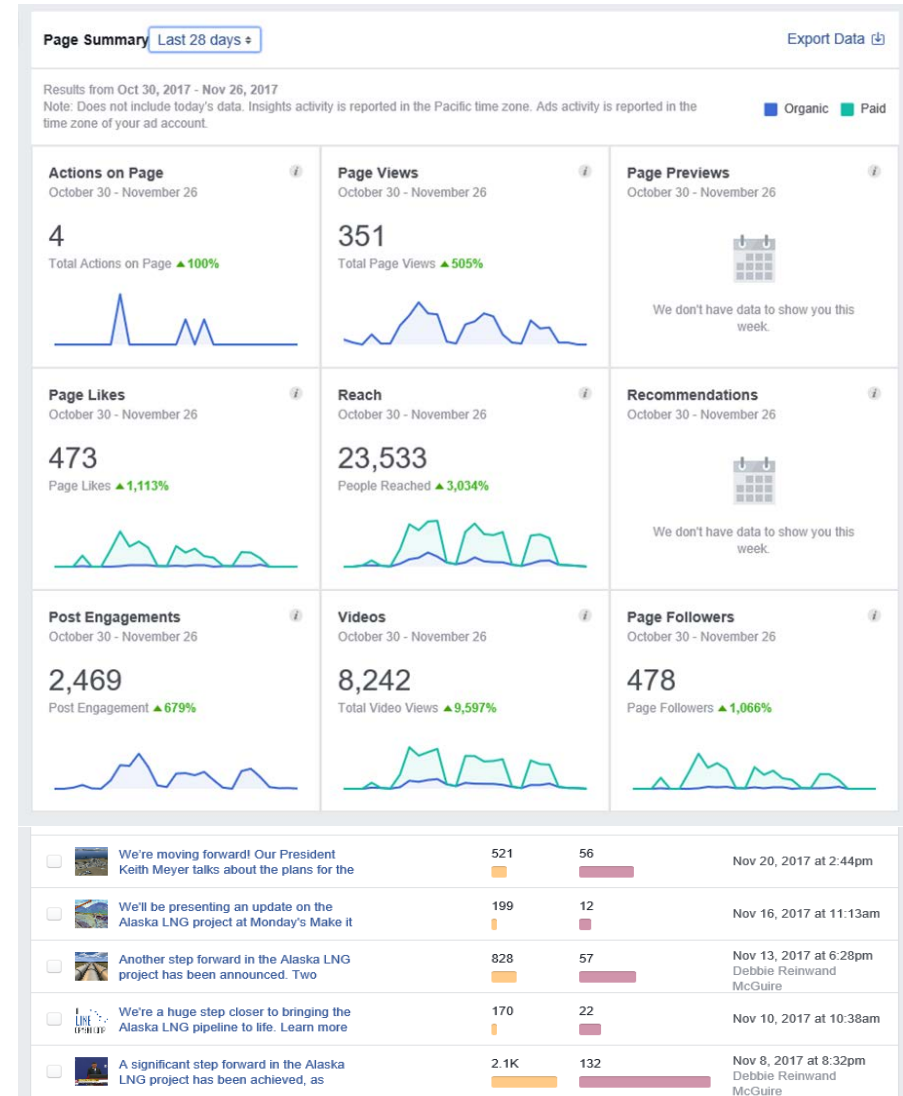 Page Summary Last 28 days
Export Data
Results from Oct 30, 2017 - Nov 26, 2017
Note: Does not include today's data. Insights activity is reported in the Pacific time zone. Ads activity is reported in the
time zone of your ad account.
Organic Paid
Actions on Page
October 30 - November 26
4
Total Actions on Page ▲100%
Page Views
October 30 - November 26
351
Total Page Views ▲505%
Page Previews
October 30 - November 26
We don't have data to show you this
week.
Page Likes
October 30 - November 26
473
Page Likes ▲1,113%
Reach
October 30 - November 26
23,533
People Reached ▲3,034%
Recommendations
October 30 - November 26
We don't have data to show you this
week.
Post Engagements
October 30 - November 26
2,469
Post Engagement ▲679%
Videos
October 30 - November 26
8,242
Total Video Views ▲9,597%
Page Followers
October 30 - November 26
478
Page Followers ▲1,066%
We're moving forward! Our President
Keith Meyer talks about the plans for the
521 56
Nov 20, 2017 at 2:44pm
We'll be presenting an update on the
Alaska LNG project at Monday's Make it
199 12
Nov 16, 2017 at 11:13am
Another step forward in the Alaska LNG
project has been announced. Two
828 57
Nov 13, 2017 at 6:28pm
Debbie Reinwand
McGuire
We're a huge step closer to bringing the
Alaska LNG pipeline to life. Learn more
170 22
Nov 10, 2017 at 10:38am
A significant step forward in the Alaska
LNG project has been achieved, as
2.1K 132
Nov 8, 2017 at 8:32pm
Debbie Reinwand
McGuire